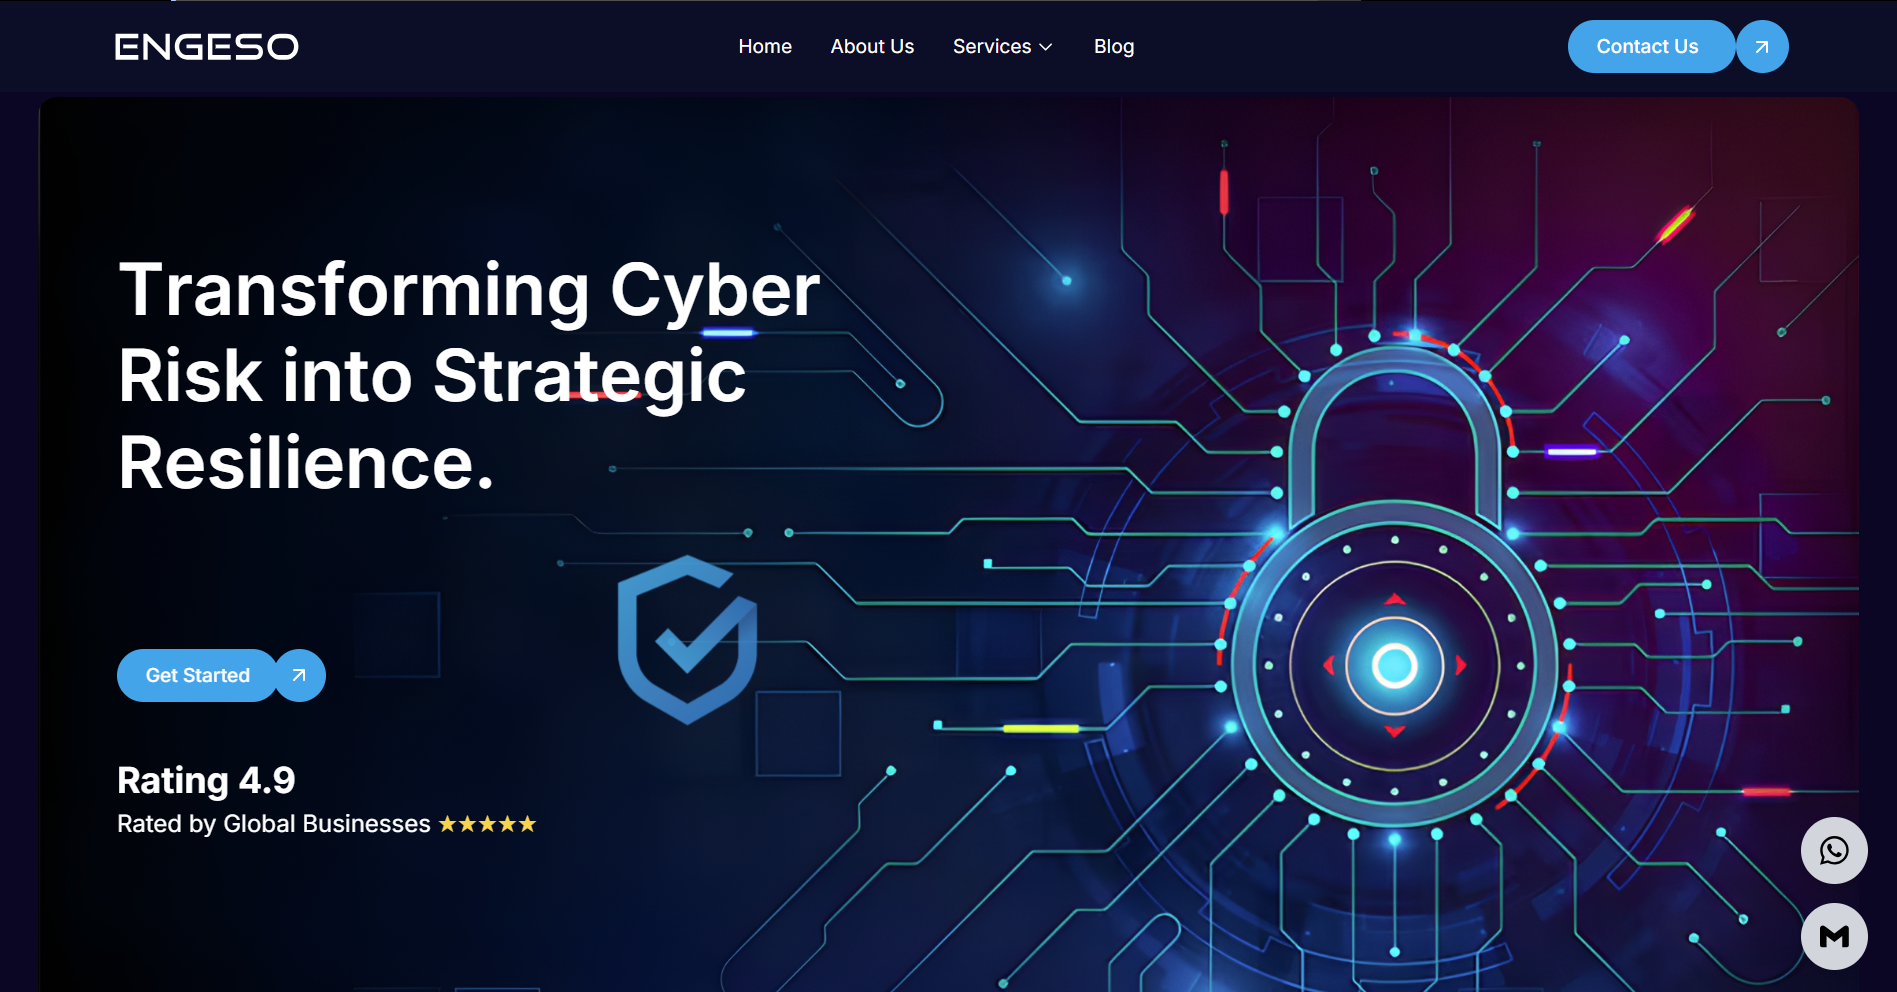 ENGESO
Home
About Us
Services
Blog
Contact Us
Transforming Cyber
Risk into Strategic
Resilience.
Get Started
Rating 4.9
Rated by Global Businesses ★★★★★